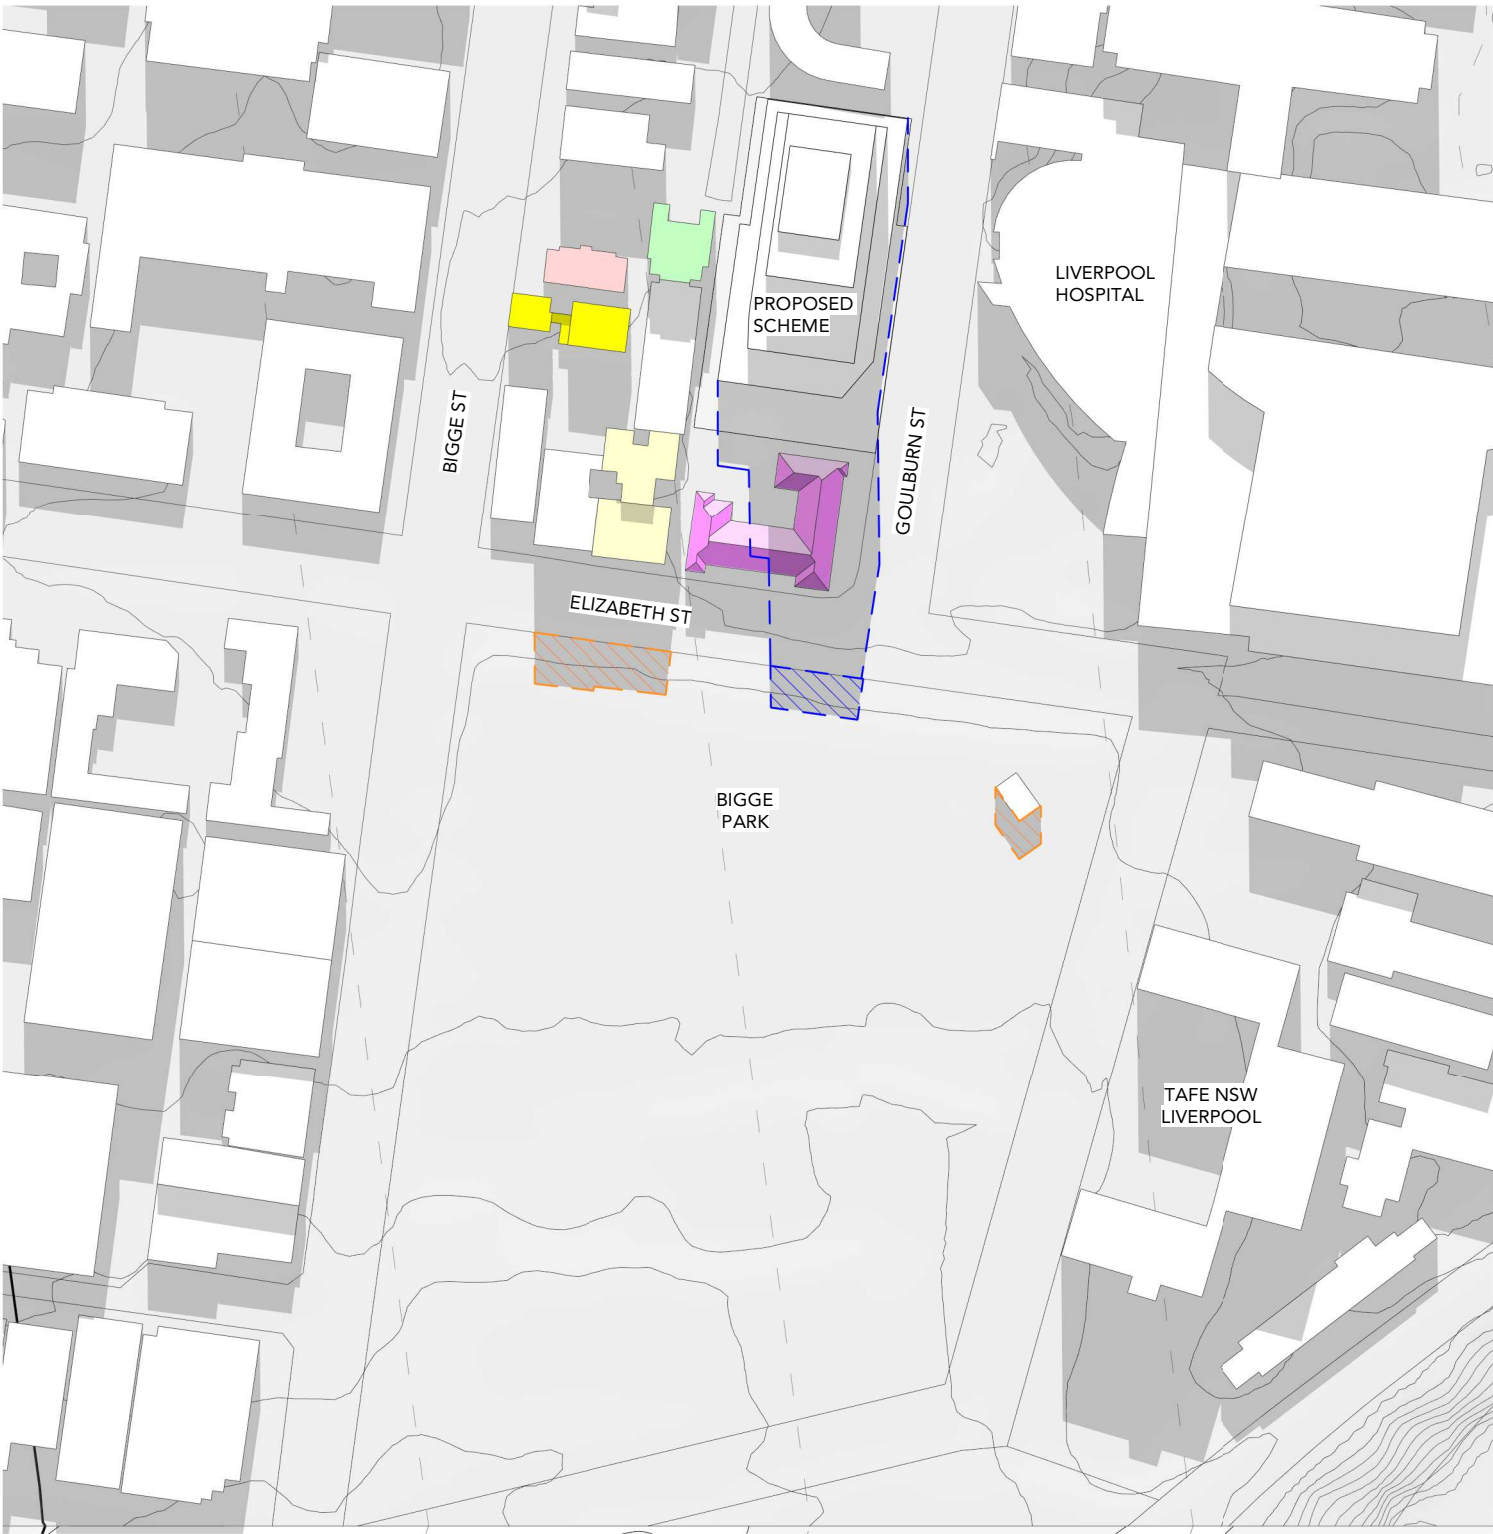 LIVERPOOL
HOSPITAL
PROPOSED
SCHEME
BIGGE ST
GOULBURN ST
ELIZABETH ST
BIGGE
PARK
TAFE NSW
LIVERPOOL